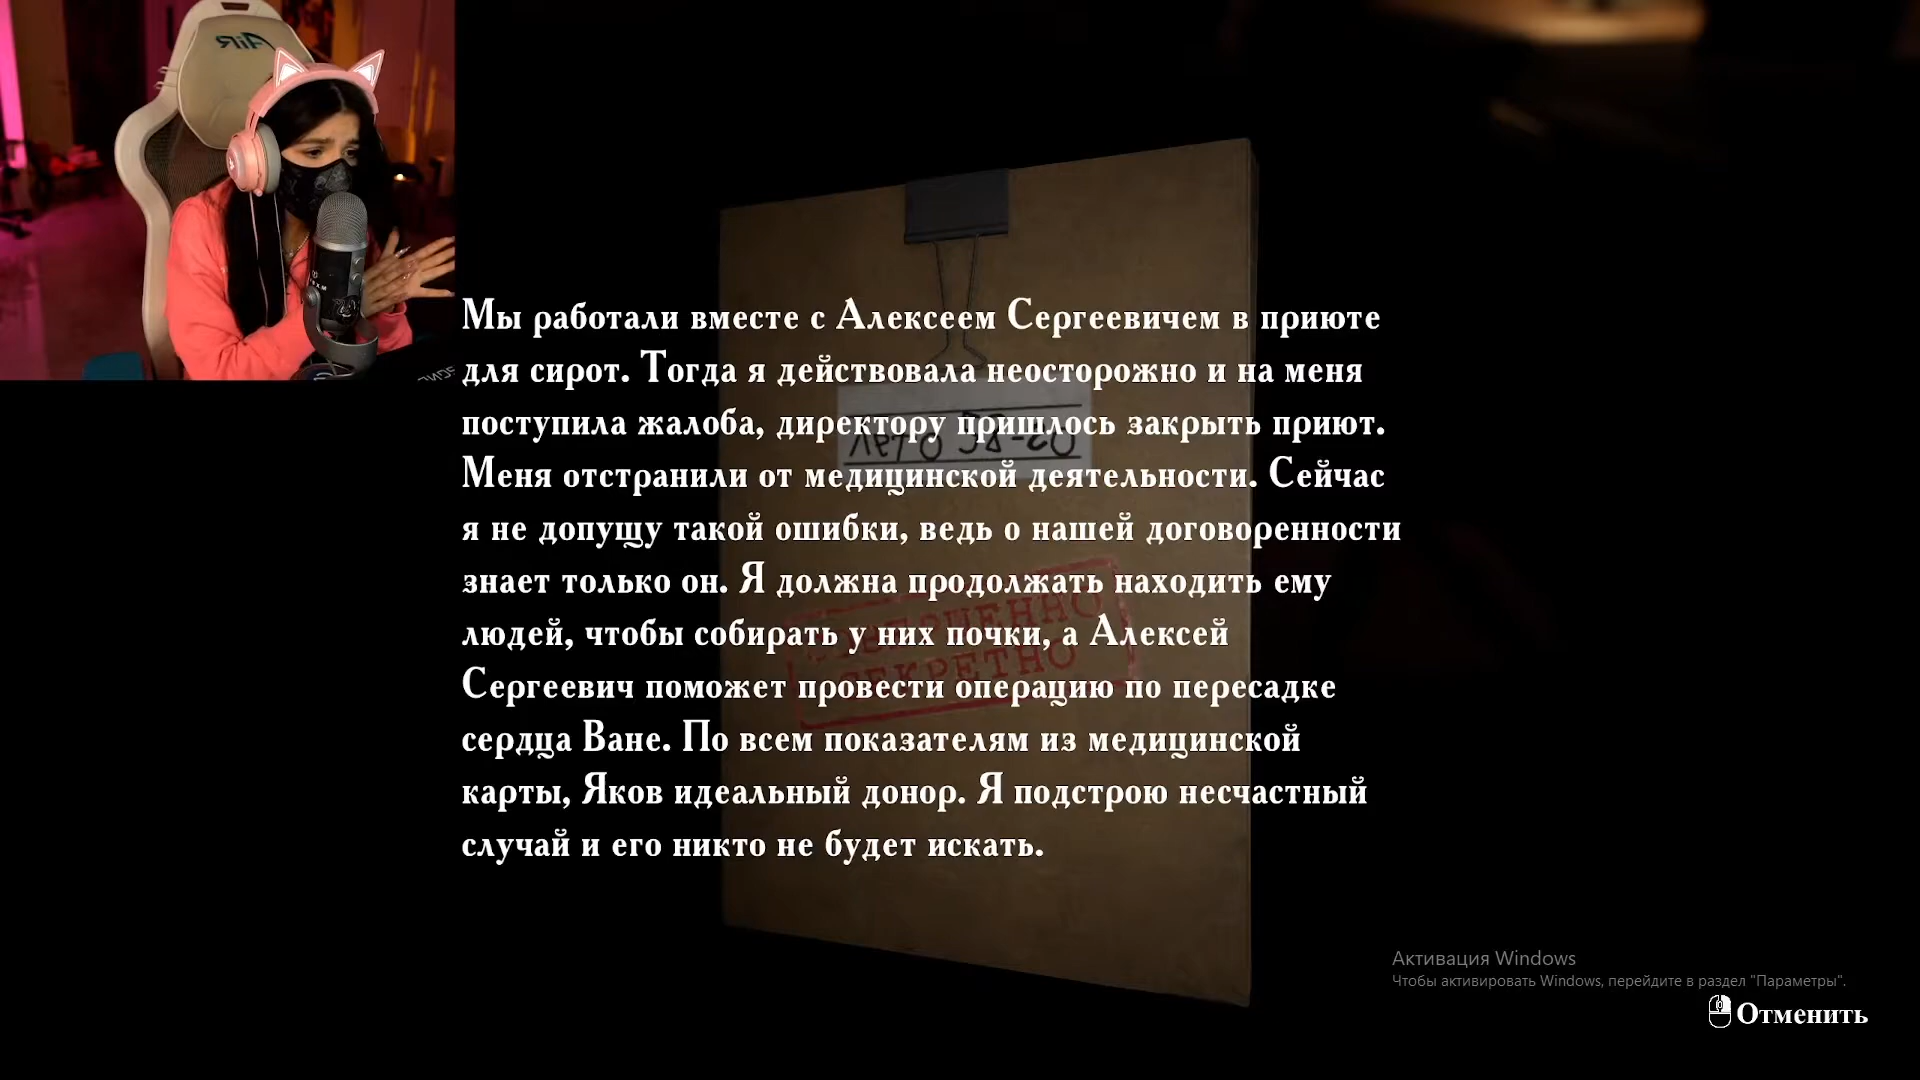 Мы работали вместе с Алексеем Сергеевичем в приюте
для сирот. Тогда я действовала неосторожно и на меня
поступила жалоба, директору пришлось закрыть приют.
Меня отстранили от медицинской деятельности. Сейчас
я не допущу такой ошибки, ведь о нашей договоренности
знает только он. Я должна продолжать находить ему
людей, чтобы собирать у них почки, а Алексей
Сергеевич поможет провести операцию по пересадке
сердца Ване. По всем показателям из медицинской
карты, Яков идеальный донор. Я подстрою несчастный
случай и его никто не будет искать.
СОВЕРШЕННО
СЕКРЕТНО
Активация Windows
Чтобы активировать Windows, перейдите в раздел "Параметры".
Отменить
AiR